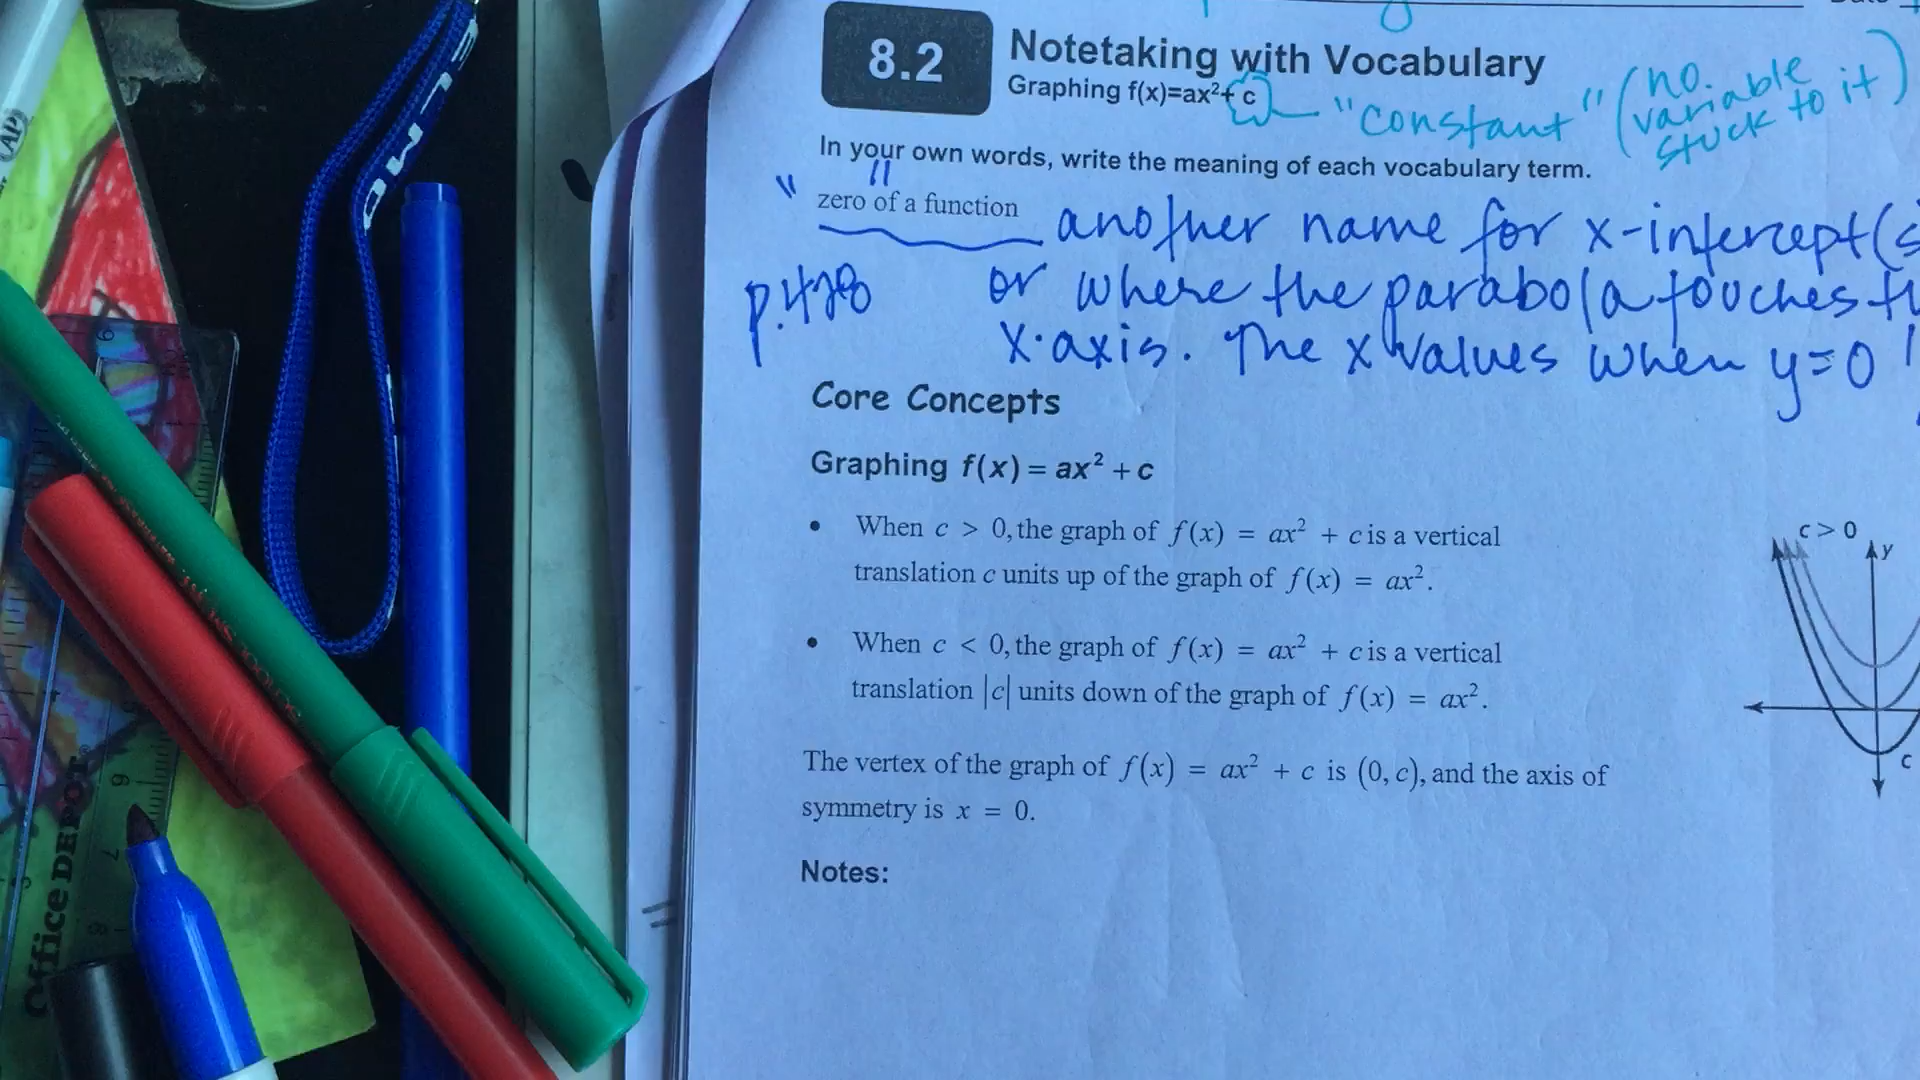 8.2
Notetaking with Vocabulary
Graphing f(x)=ax²+ c
"constant" (no variable stuck to it)
In your own words, write the meaning of each vocabulary term.
"zero of a function" another name for x-intercept(s
p.428 or where the parabola touches
x-axis. The x values when y=0
Core Concepts
Graphing f(x) = ax² + c
• When c > 0, the graph of f(x) = ax² + c is a vertical
translation c units up of the graph of f(x) = ax².
• When c < 0, the graph of f(x) = ax² + c is a vertical
translation |c| units down of the graph of f(x) = ax².
The vertex of the graph of f(x) = ax² + c is (0, c), and the axis of
symmetry is x = 0.
Notes:
c > 0
y
c
Office DEPOT
6
7
8
AP